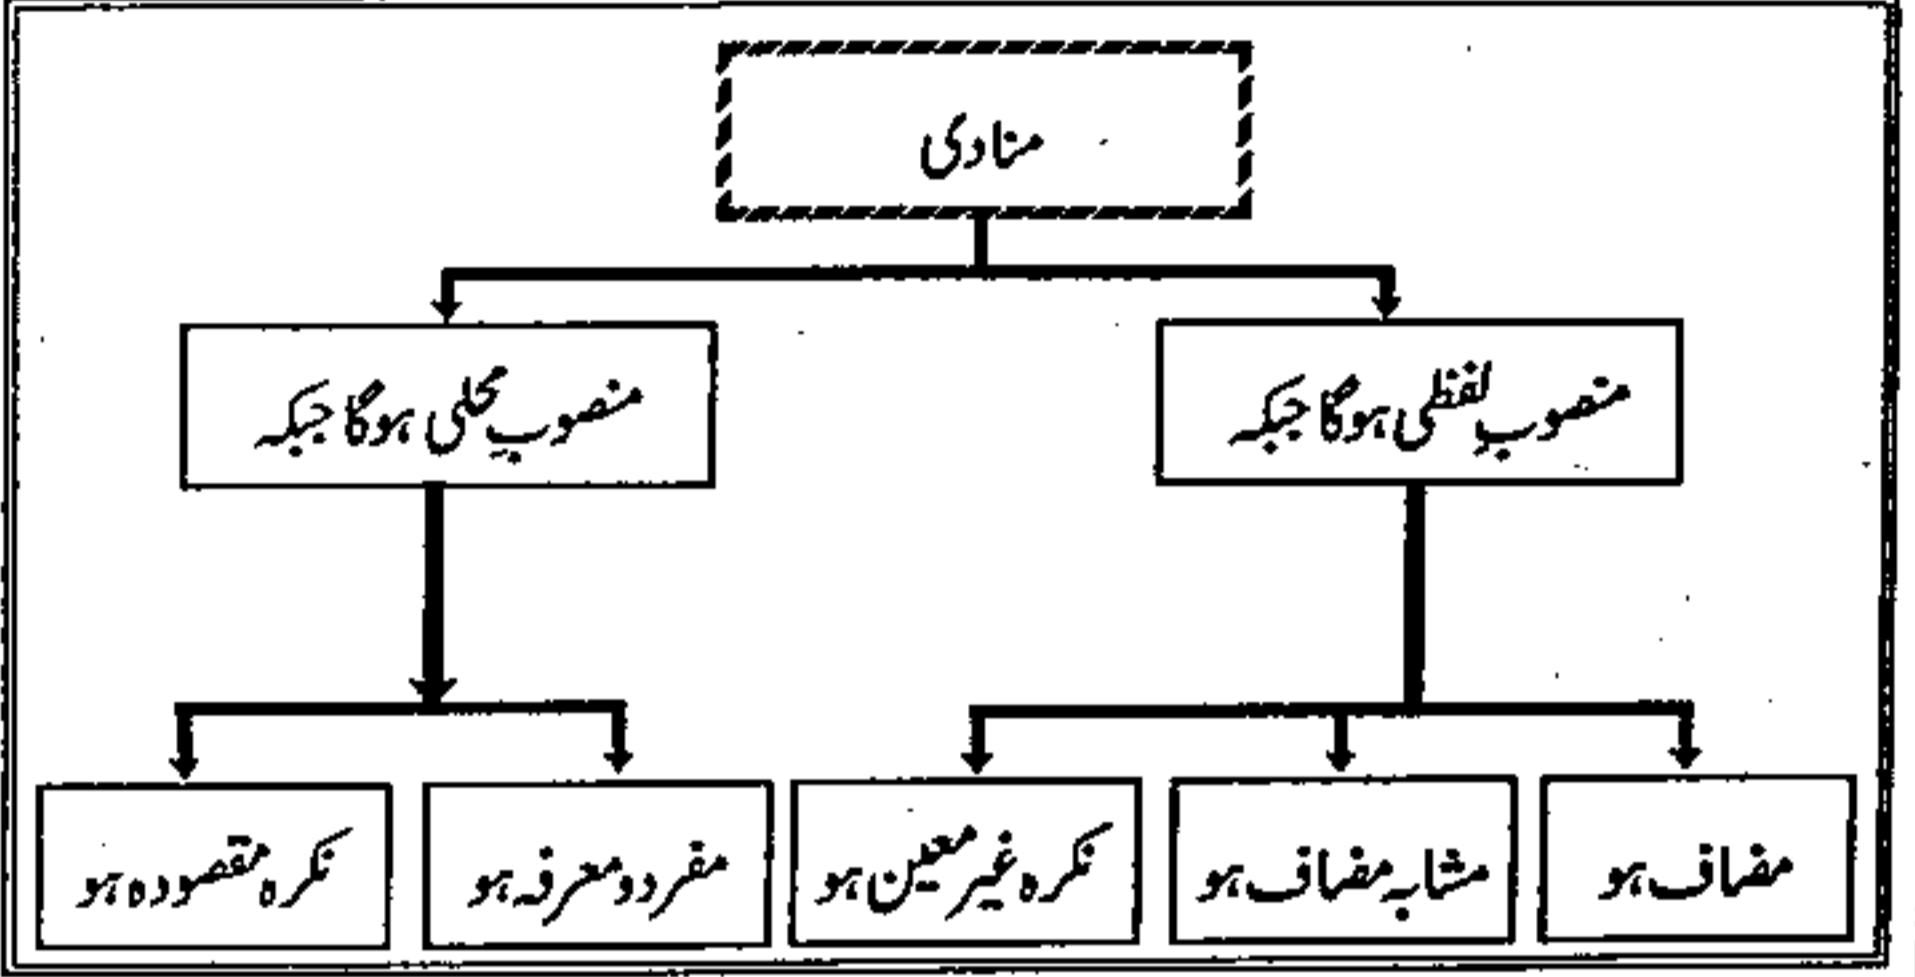 منادی
منصوب لفظی ہوگا جبکہ
منصوب محلی ہوگا جبکہ
مضاف ہو
مشابہ مضاف ہو
نکرہ غیر معین ہو
مفرد و معرفہ ہو
نکرہ مقصودہ ہو